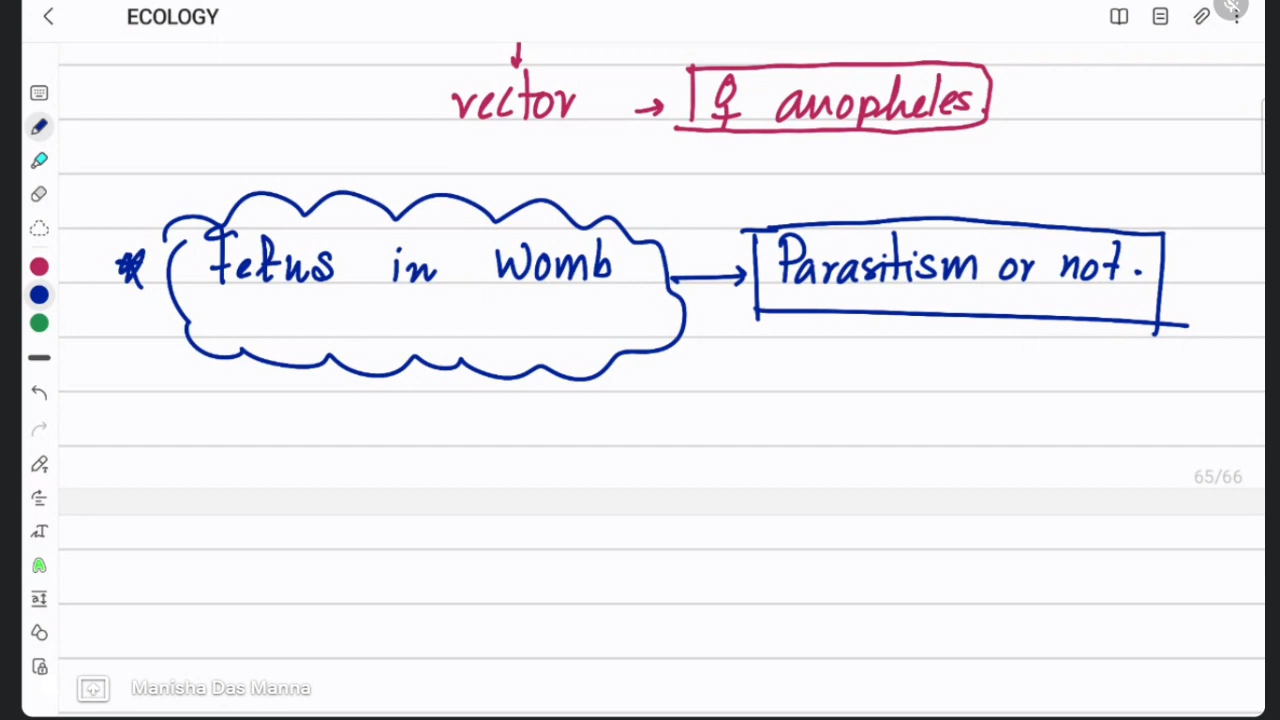 ECOLOGY
vector → ♀ anopheles.
* Fetus in Womb → Parasitism or not.
65/66
Manisha Das Manna